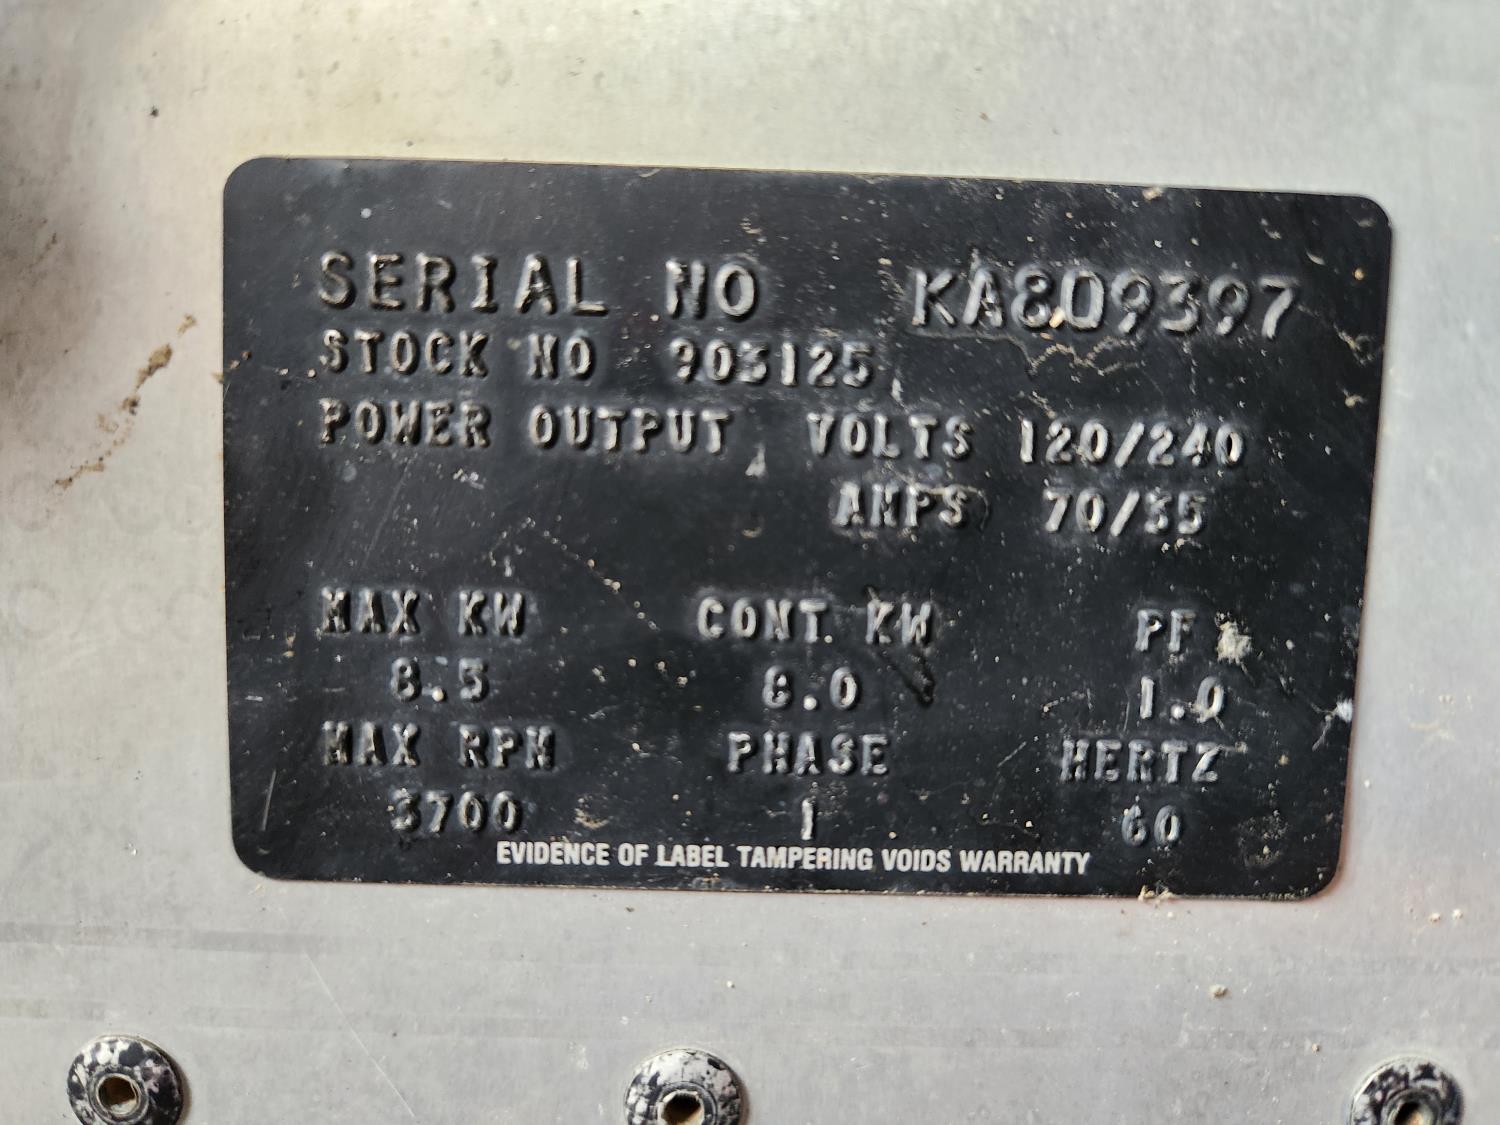 SERIAL NO KA809397
STOCK NO 903125
POWER OUTPUT VOLTS 120/240
AMPS 70/35
MAX KW CONT. KW PF
8.5 8.0 1.0
MAX RPM PHASE HERTZ
3700 1 60
EVIDENCE OF LABEL TAMPERING VOIDS WARRANTY